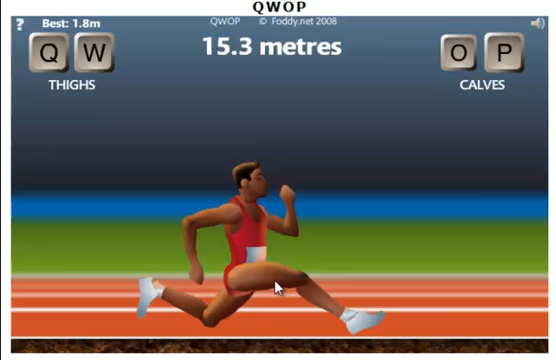 QWOP
? Best: 1.8m QWOP © Foddy.net 2008
15.3 metres
Q W O P
THIGHS CALVES